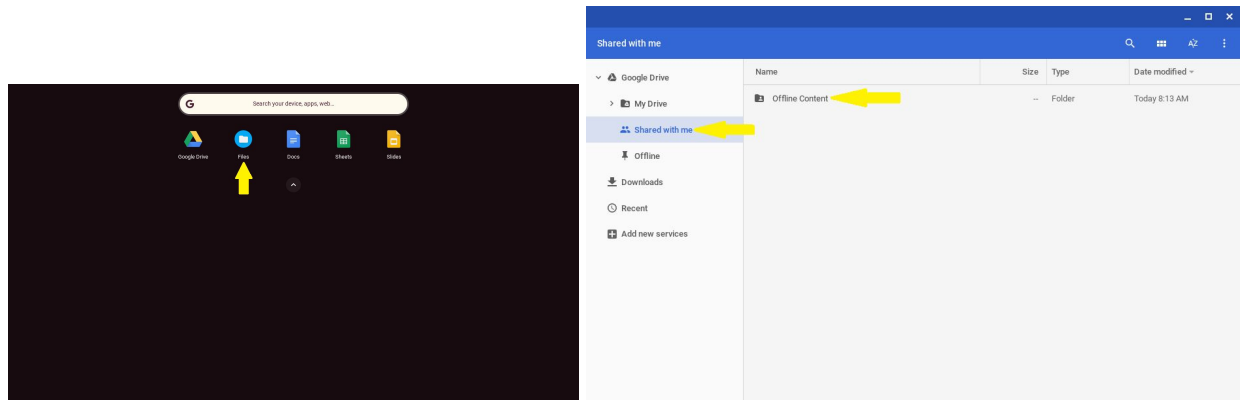 G Search your device, apps, web...
Google Drive Files Docs Sheets Slides
Shared with me
AZ
Google Drive
My Drive
Shared with me
Offline
Downloads
Recent
Add new services
Name Size Type Date modified
Offline Content -- Folder Today 8:13 AM